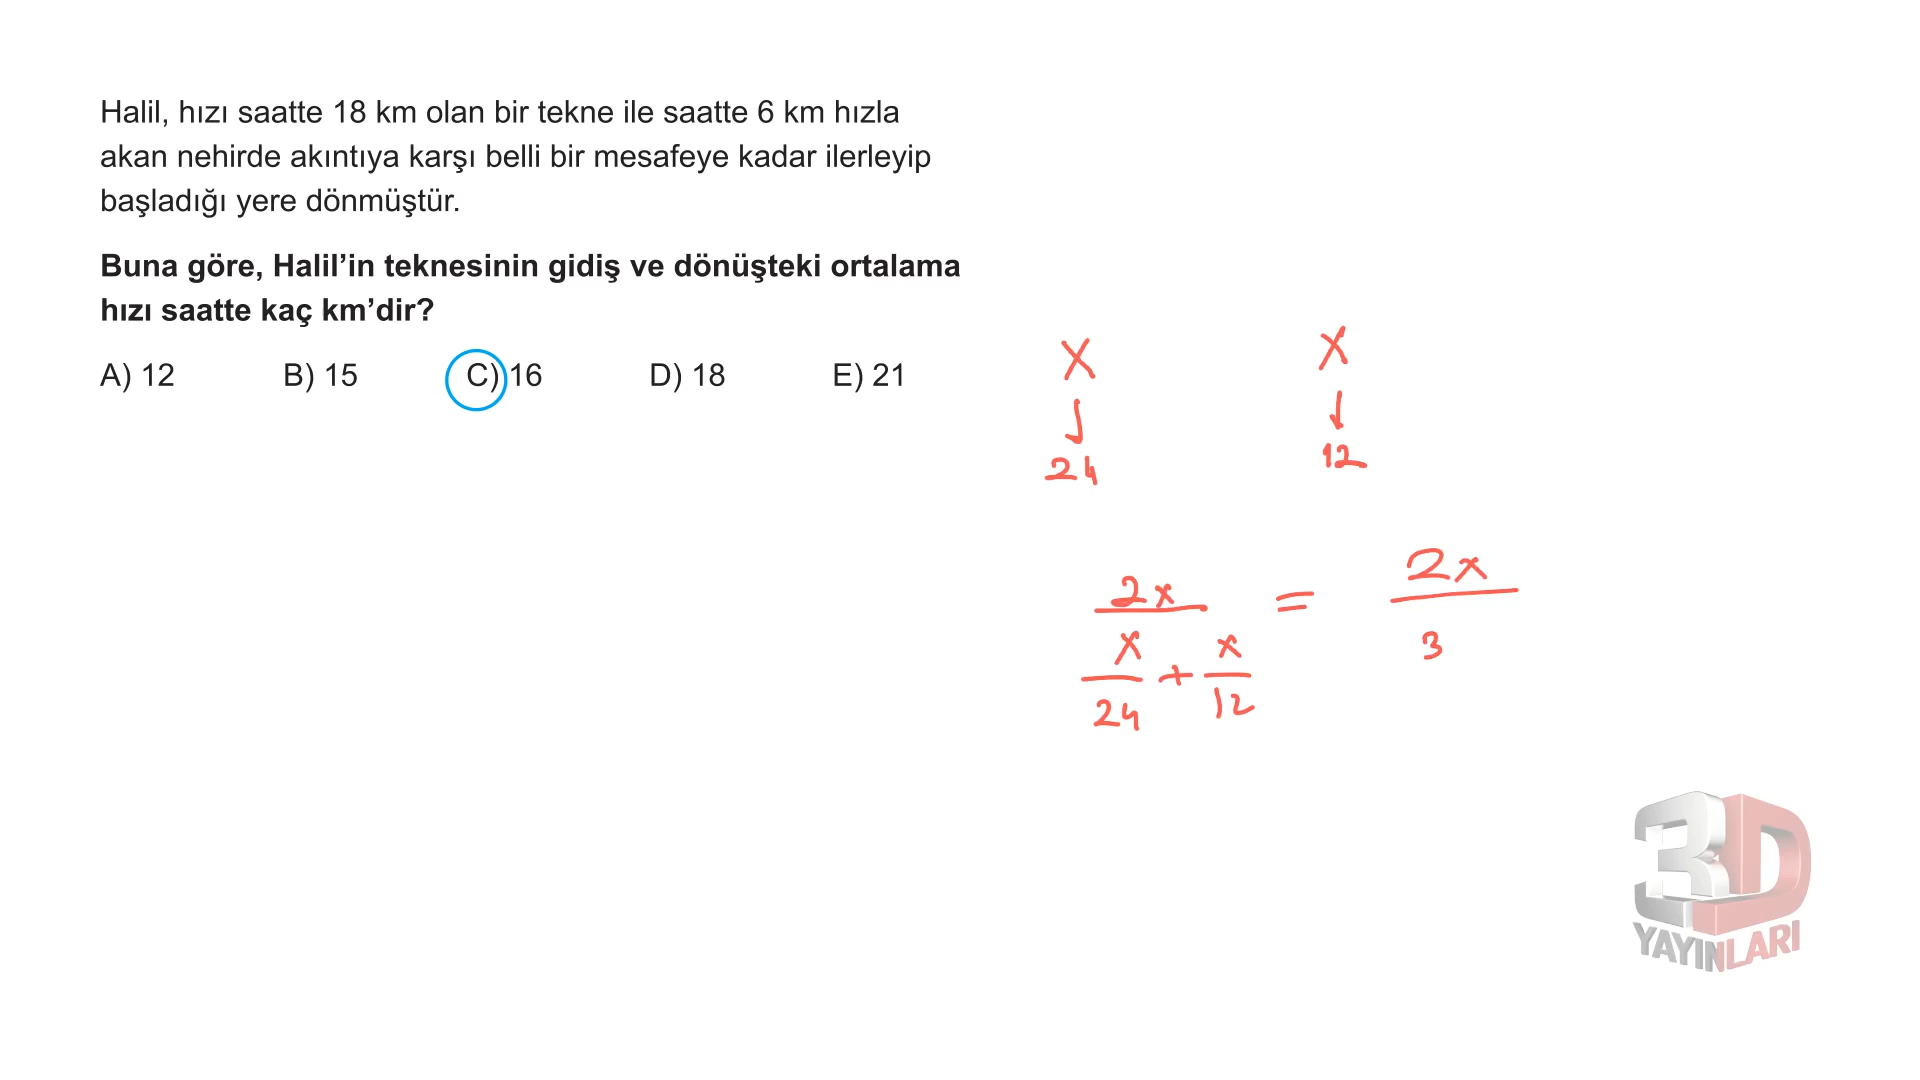 Halil, hızı saatte 18 km olan bir tekne ile saatte 6 km hızla
akan nehirde akıntıya karşı belli bir mesafeye kadar ilerleyip
başladığı yere dönmüştür.
Buna göre, Halil’in teknesinin gidiş ve dönüşteki ortalama
hızı saatte kaç km’dir?
A) 12 B) 15 C) 16 D) 18 E) 21
x x
24 12
2x = 2x
x + x 3
24 12
3D
YAYINLARI